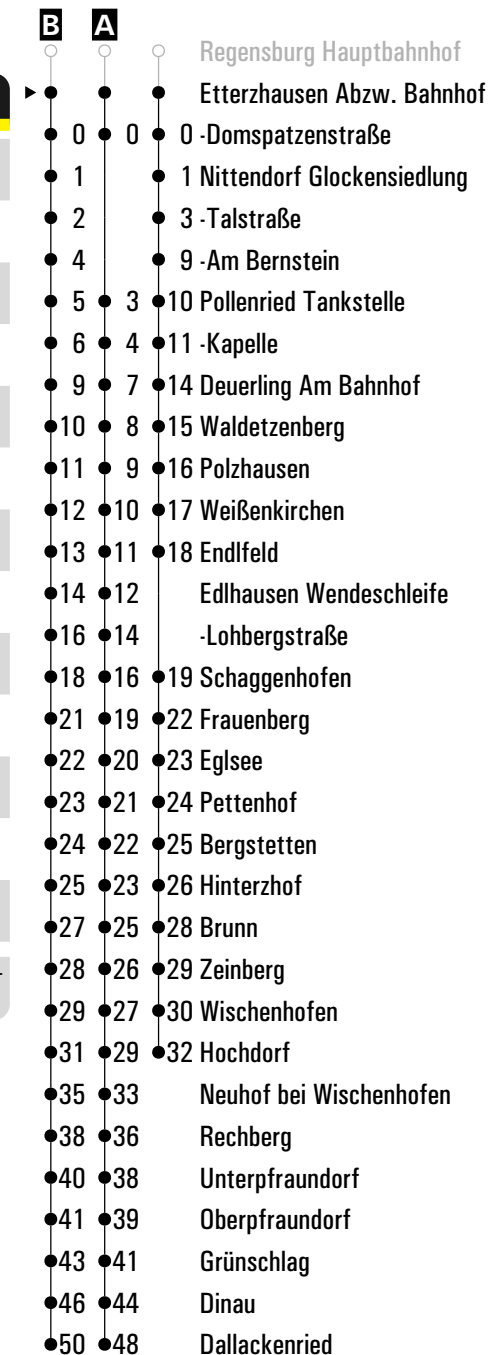 B A
Regensburg Hauptbahnhof
Etterzhausen Abzw. Bahnhof
0 0 0 -Domspatzenstraße
1 1 Nittendorf Glockensiedlung
2 3 -Talstraße
4 9 -Am Bernstein
5 3 10 Pollenried Tankstelle
6 4 11 -Kapelle
9 7 14 Deuerling Am Bahnhof
10 8 15 Waldetzenberg
11 9 16 Polzhausen
12 10 17 Weißenkirchen
13 11 18 Endlfeld
14 12 Edlhausen Wendeschleife
16 14 -Lohbergstraße
18 16 19 Schaggenhofen
21 19 22 Frauenberg
22 20 23 Eglsee
23 21 24 Pettenhof
24 22 25 Bergstetten
25 23 26 Hinterzhof
27 25 28 Brunn
28 26 29 Zeinberg
29 27 30 Wischenhofen
31 29 32 Hochdorf
35 33 Neuhof bei Wischenhofen
38 36 Rechberg
40 38 Unterpfraundorf
41 39 Oberpfraundorf
43 41 Grünschlag
46 44 Dinau
50 48 Dallackenried